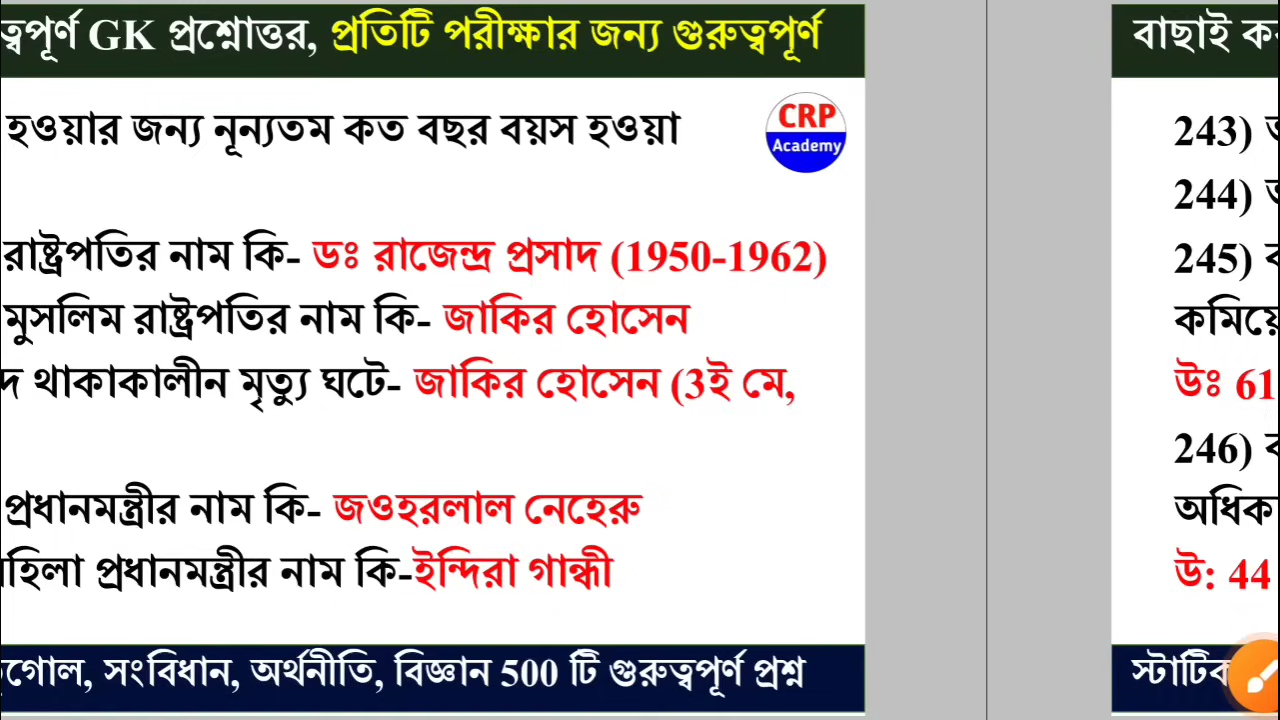 ত্বপূর্ণ GK প্রশ্নোত্তর, প্রতিটি পরীক্ষার জন্য গুরুত্বপূর্ণ
হওয়ার জন্য নূন্যতম কত বছর বয়স হওয়া
CRP
Academy
রাষ্ট্রপতির নাম কি- ডঃ রাজেন্দ্র প্রসাদ (1950-1962)
মুসলিম রাষ্ট্রপতির নাম কি- জাকির হোসেন
দ থাকাকালীন মৃত্যু ঘটে- জাকির হোসেন (3ই মে,
প্রধানমন্ত্রীর নাম কি- জওহরলাল নেহেরু
হিলা প্রধানমন্ত্রীর নাম কি-ইন্দিরা গান্ধী
গোল, সংবিধান, অর্থনীতি, বিজ্ঞান 500 টি গুরুত্বপূর্ণ প্রশ্ন
বাছাই ক
243)
244)
245)
কমিয়ে
উঃ 61
246)
অধিক
উ: 44
স্টাটিক